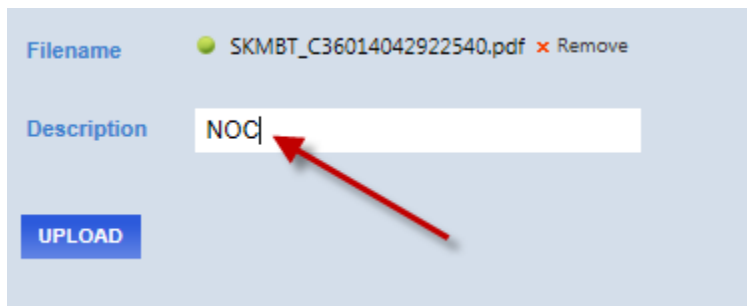 Filename SKMBT_C36014042922540.pdf × Remove
Description NOC
UPLOAD